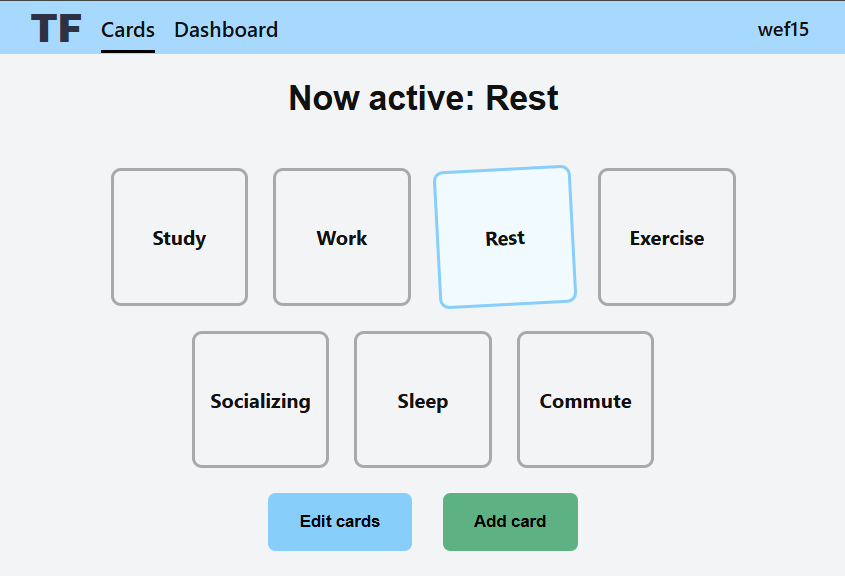 TF Cards Dashboard wef15
Now active: Rest
Study Work Rest Exercise
Socializing Sleep Commute
Edit cards Add card